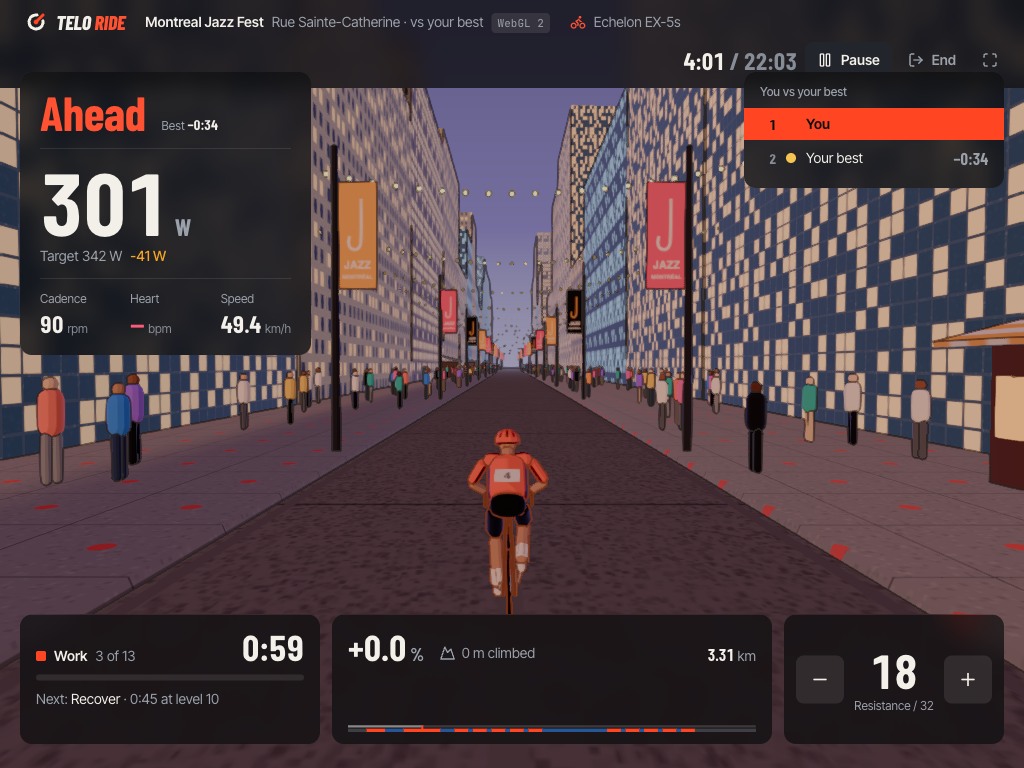 TELO RIDE Montreal Jazz Fest Rue Sainte-Catherine · vs your best WebGL 2 Echelon EX-5s
4:01 / 22:03 Pause End
Ahead Best −0:34
You vs your best
1 You
2 Your best −0:34
301 W
Target 342 W -41 W
Cadence Heart Speed
90 rpm — bpm 49.4 km/h
J JAZZ MONTRÉAL
J JAZZ MONTRÉAL
4
Work 3 of 13 0:59
Next: Recover · 0:45 at level 10
+0.0 % 0 m climbed 3.31 km
− 18 +
Resistance / 32